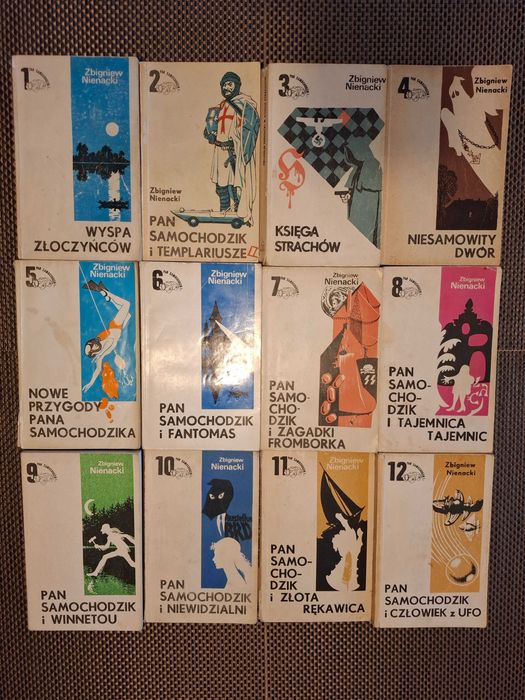 1
Zbigniew
Nienacki
WYSPA
ZŁOCZYŃCÓW
2
Zbigniew
Nienacki
PAN
SAMOCHODZIK
i TEMPLARIUSZE
3
Zbigniew
Nienacki
KSIĘGA
STRACHÓW
4
Zbigniew
Nienacki
NIESAMOWITY
DWÓR
5
Zbigniew
Nienacki
NOWE
PRZYGODY
PANA
SAMOCHODZIKA
6
Zbigniew
Nienacki
PAN
SAMOCHODZIK
i FANTOMAS
7
Zbigniew
Nienacki
PAN
SAMO-
CHO-
DZIK
i ZAGADKI
FROMBORKA
8
Zbigniew
Nienacki
PAN
SAMO-
CHO-
DZIK
I TAJEMNICA
TAJEMNIC
9
Zbigniew
Nienacki
PAN
SAMOCHODZIK
i WINNETOU
10
Zbigniew
Nienacki
PAN
SAMOCHODZIK
i NIEWIDZIALNI
11
Zbigniew
Nienacki
PAN
SAMO-
CHO-
DZIK
i ZŁOTA
RĘKAWICA
12
Zbigniew
Nienacki
PAN
SAMOCHODZIK
i CZŁOWIEK z UFO